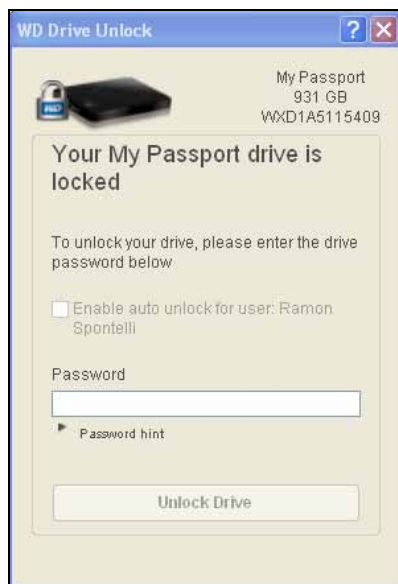 WD Drive Unlock
?
My Passport
931 GB
WXD1A5115409
WD
Your My Passport drive is
locked
To unlock your drive, please enter the drive
password below
Enable auto unlock for user: Ramon
Spontelli
Password
Password hint
Unlock Drive